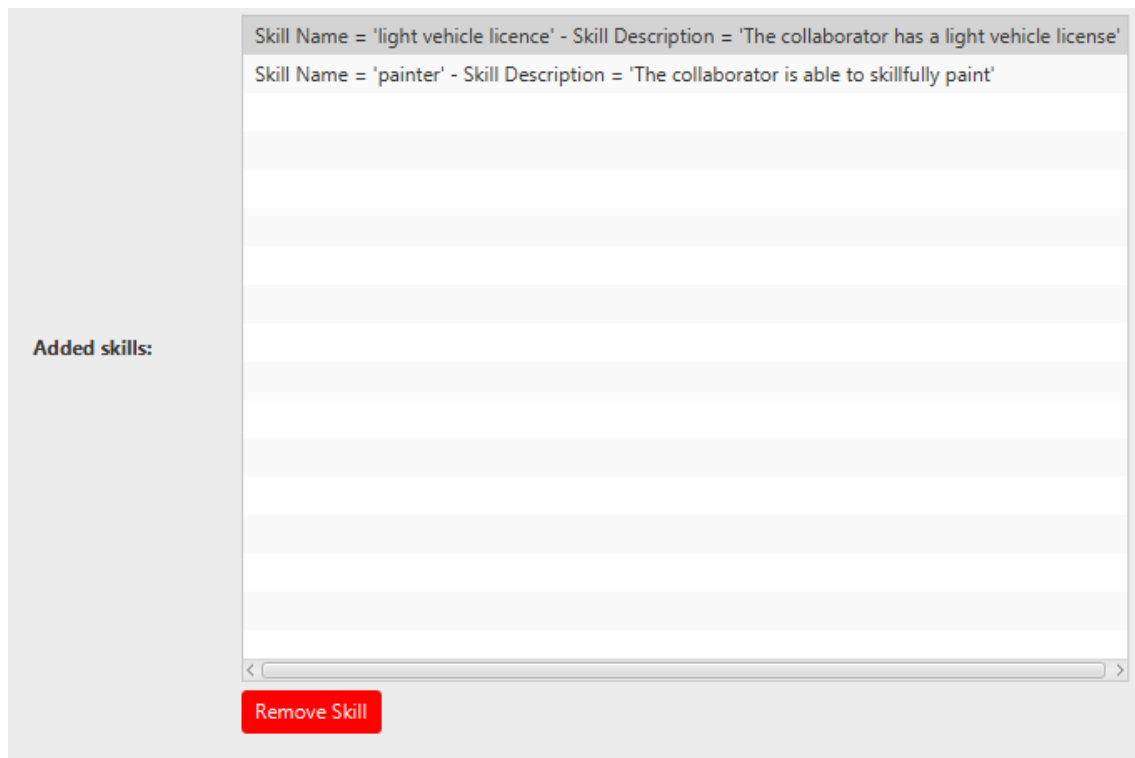 Skill Name = 'light vehicle licence' - Skill Description = 'The collaborator has a light vehicle license'
Skill Name = 'painter' - Skill Description = 'The collaborator is able to skillfully paint'
Added skills:
Remove Skill